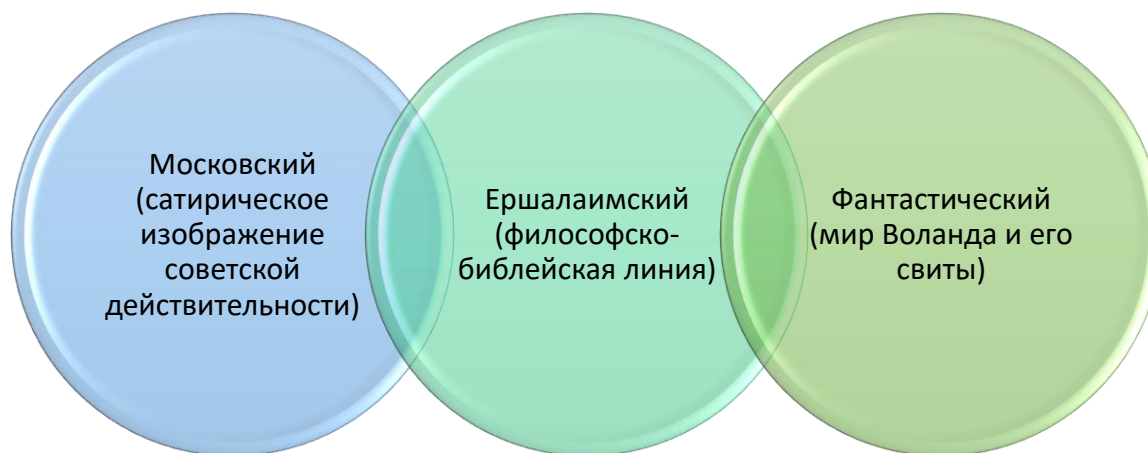 Московский
(сатирическое
изображение
советской
действительности)
Ершалаимский
(философско-
библейская линия)
Фантастический
(мир Воланда и его
свиты)